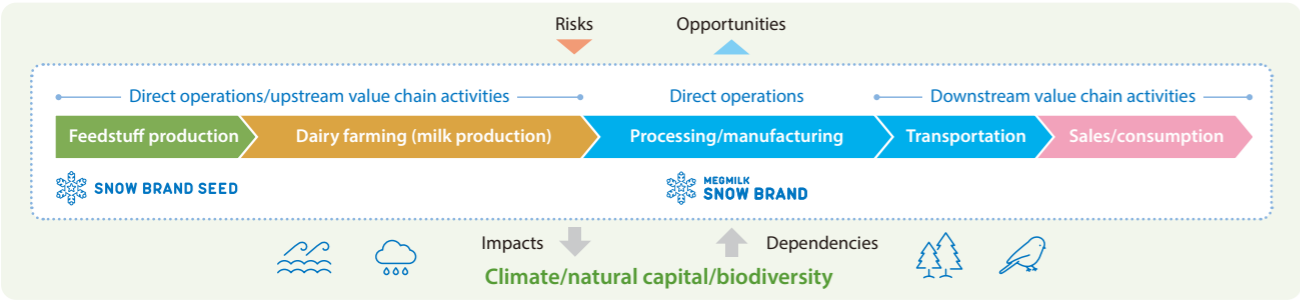 Risks
Opportunities
Direct operations/upstream value chain activities
Direct operations
Downstream value chain activities
Feedstuff production
Dairy farming (milk production)
Processing/manufacturing
Transportation
Sales/consumption
SNOW BRAND SEED
MEGMILK
SNOW BRAND
Impacts
Dependencies
Climate/natural capital/biodiversity